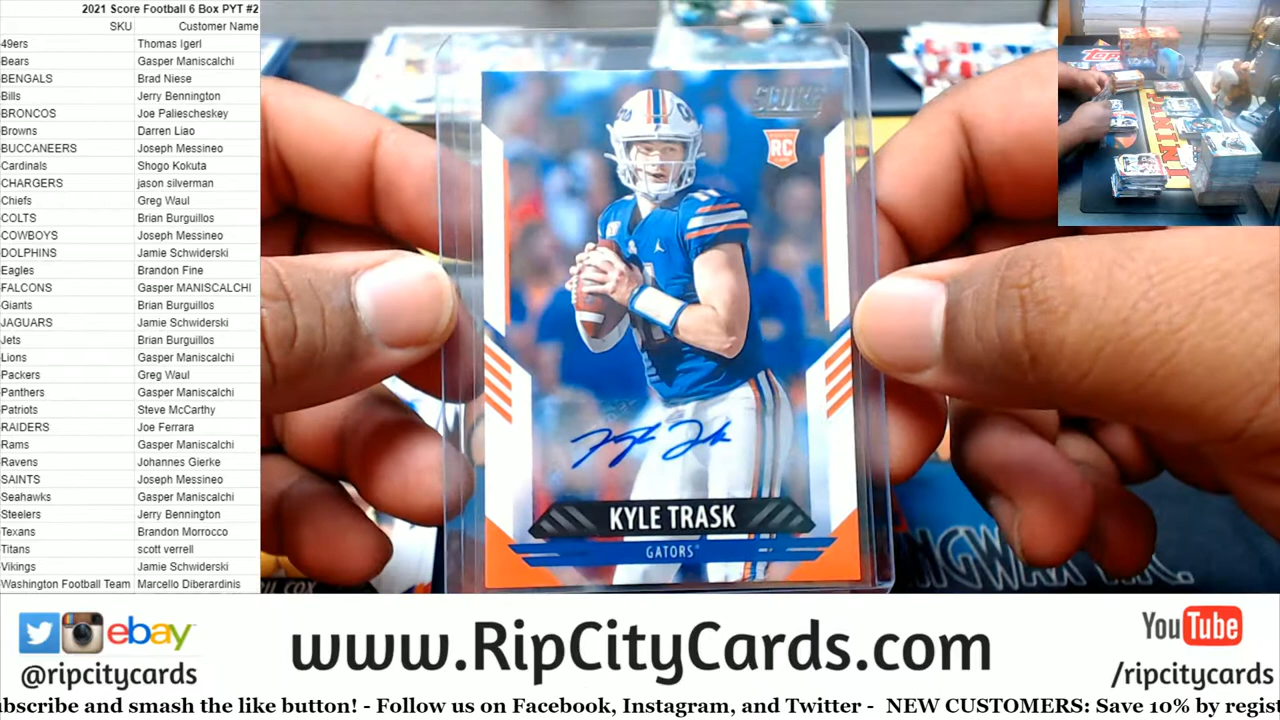 2021 Score Football 6 Box PYT #2
SKU Customer Name
49ers Thomas Igerl
Bears Gasper Maniscalchi
BENGALS Brad Niese
Bills Jerry Bennington
BRONCOS Joe Paliescheskey
Browns Darren Liao
BUCCANEERS Joseph Messineo
Cardinals Shogo Kokuta
CHARGERS jason silverman
Chiefs Greg Waul
COLTS Brian Burguillos
COWBOYS Joseph Messineo
DOLPHINS Jamie Schwiderski
Eagles Brandon Fine
FALCONS Gasper MANISCALCHI
Giants Brian Burguillos
JAGUARS Jamie Schwiderski
Jets Brian Burguillos
Lions Gasper Maniscalchi
Packers Greg Waul
Panthers Gasper Maniscalchi
Patriots Steve McCarthy
RAIDERS Joe Ferrara
Rams Gasper Maniscalchi
Ravens Johannes Gierke
SAINTS Joseph Messineo
Seahawks Gasper Maniscalchi
Steelers Jerry Bennington
Texans Brandon Morrocco
Titans scott verrell
Vikings Jamie Schwiderski
Washington Football Team Marcello Diberardinis
SCORE
RC
11
Kyle Trask
KYLE TRASK
GATORS
topps
PANINI
ebay
@ripcitycards
www.RipCityCards.com
YouTube
/ripcitycards
ubscribe and smash the like button! - Follow us on Facebook, Instagram, and Twitter - NEW CUSTOMERS: Save 10% by regist